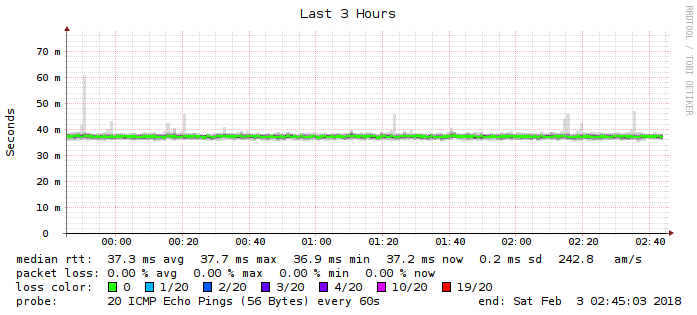 Last 3 Hours
RRDTOOL / TOBI OETIKER
Seconds
70 m
60 m
50 m
40 m
30 m
20 m
10 m
0
00:00 00:20 00:40 01:00 01:20 01:40 02:00 02:20 02:40
median rtt: 37.3 ms avg 37.7 ms max 36.9 ms min 37.2 ms now 0.2 ms sd 242.8 am/s
packet loss: 0.00 % avg 0.00 % max 0.00 % min 0.00 % now
loss color: 0 1/20 2/20 3/20 4/20 10/20 19/20
probe: 20 ICMP Echo Pings (56 Bytes) every 60s end: Sat Feb 3 02:45:03 2018